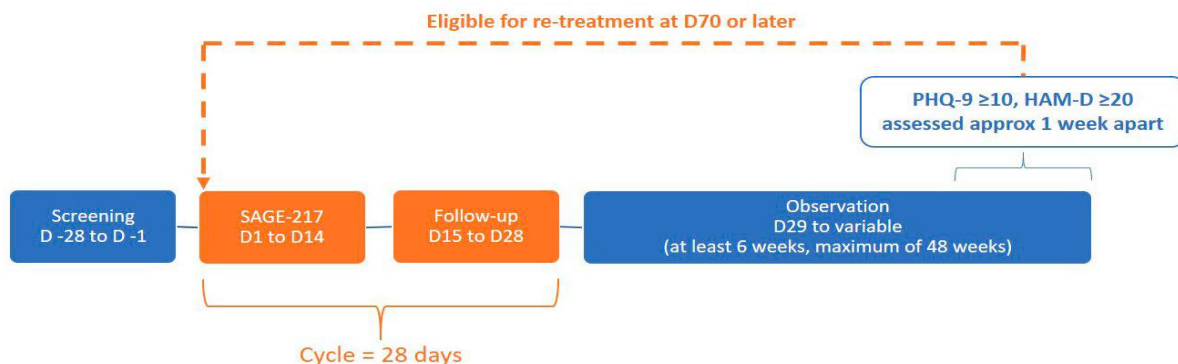 Eligible for re-treatment at D70 or later
PHQ-9 ≥10, HAM-D ≥20
assessed approx 1 week apart
Screening
D -28 to D -1
SAGE-217
D1 to D14
Follow-up
D15 to D28
Observation
D29 to variable
(at least 6 weeks, maximum of 48 weeks)
Cycle = 28 days